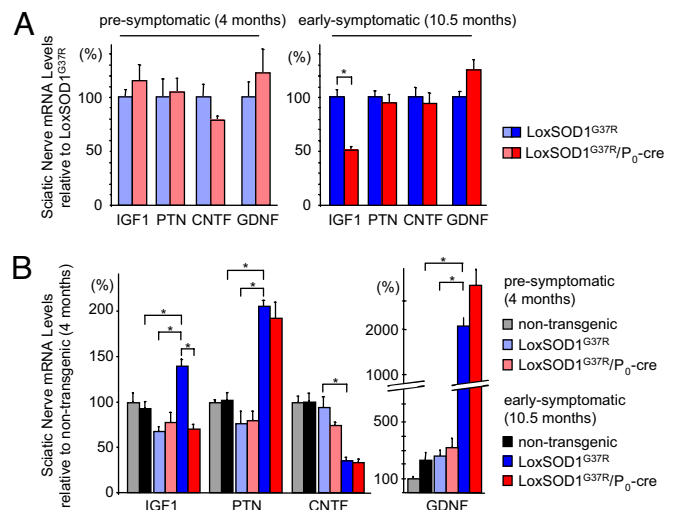 A
pre-symptomatic (4 months)
early-symptomatic (10.5 months)
Sciatic Nerve mRNA Levels
relative to LoxSOD1G37R
(%)
100
50
0
IGF1 PTN CNTF GDNF
(%)
*
100
50
0
IGF1 PTN CNTF GDNF
LoxSOD1G37R
LoxSOD1G37R/P0-cre
B
Sciatic Nerve mRNA Levels
relative to non-transgenic (4 months)
(%)
200
150
100
50
0
*
*
*
*
*
*
IGF1 PTN CNTF
(%)
2000
1000
500
100
*
*
GDNF
pre-symptomatic
(4 months)
non-transgenic
LoxSOD1G37R
LoxSOD1G37R/P0-cre
early-symptomatic
(10.5 months)
non-transgenic
LoxSOD1G37R
LoxSOD1G37R/P0-cre